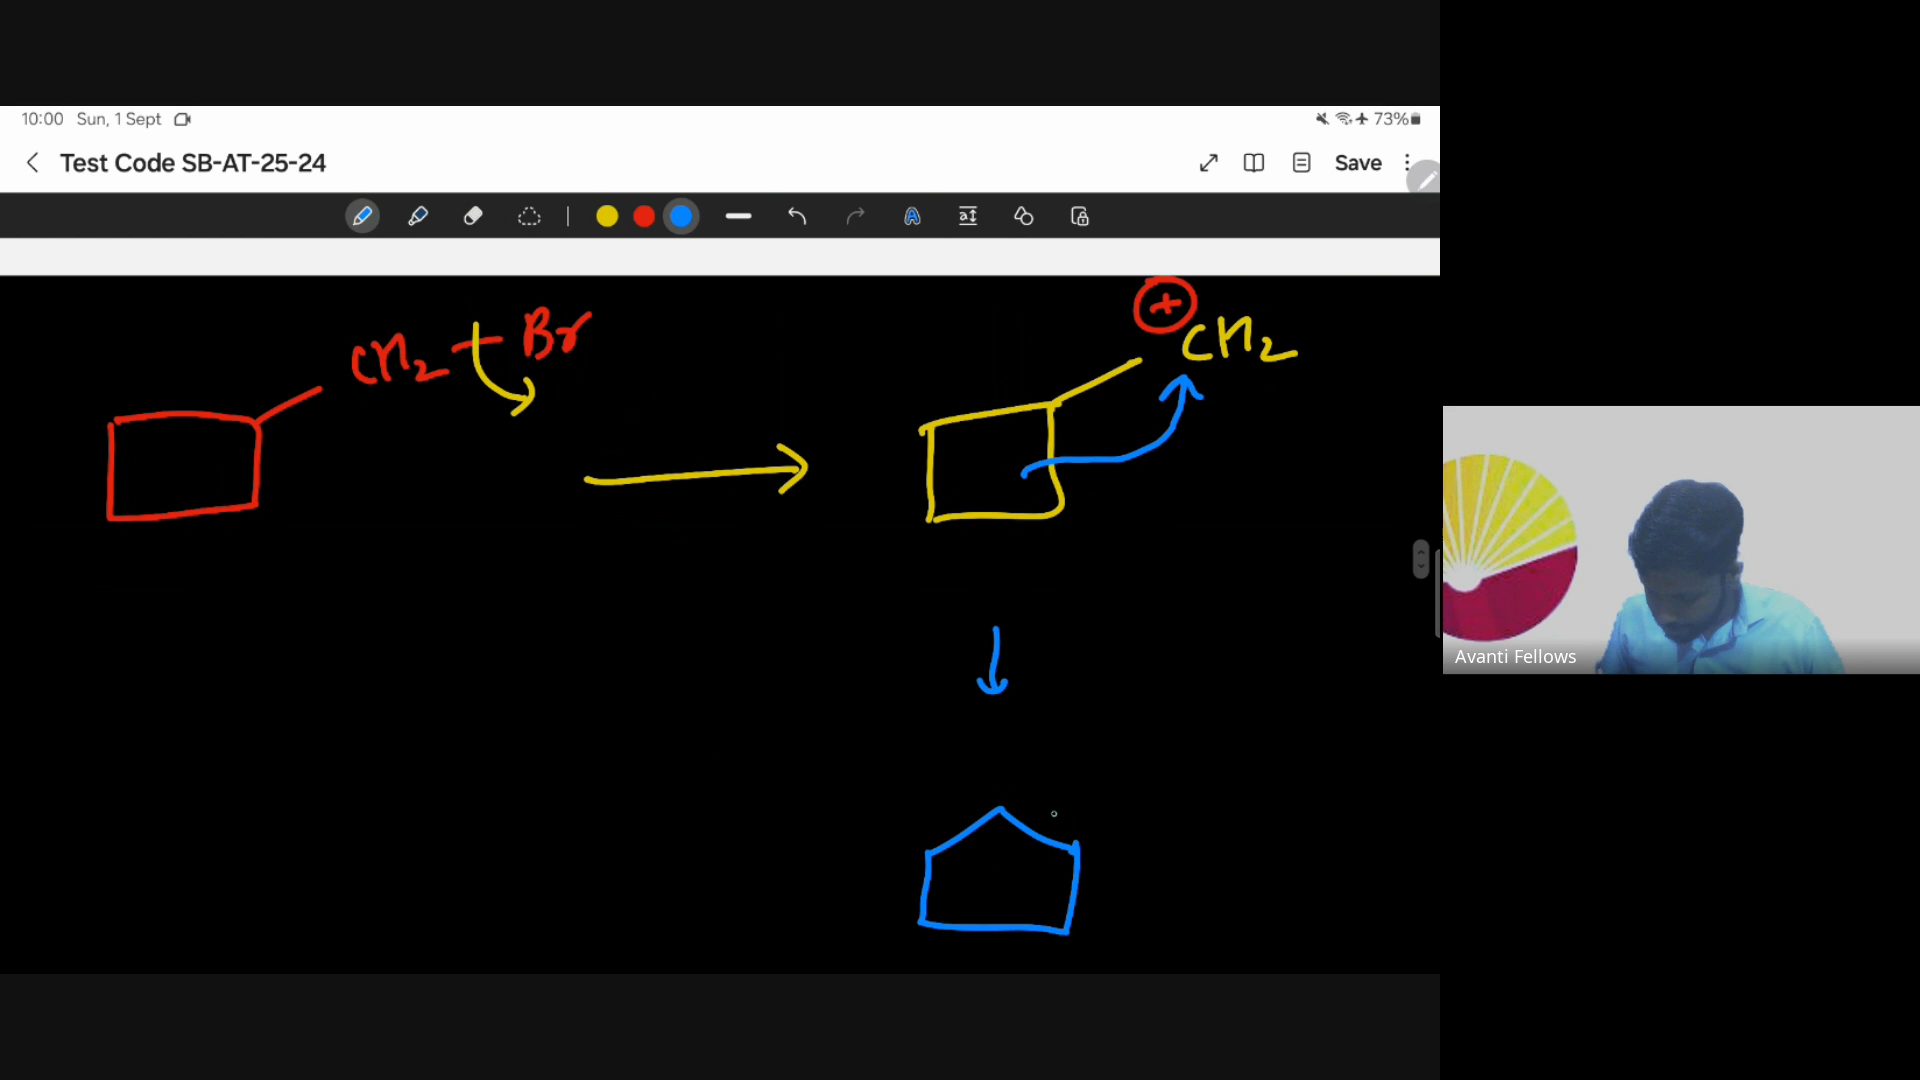 10:00 Sun, 1 Sept
73%
Test Code SB-AT-25-24
Save
CH2 Br
+
CH2
Avanti Fellows